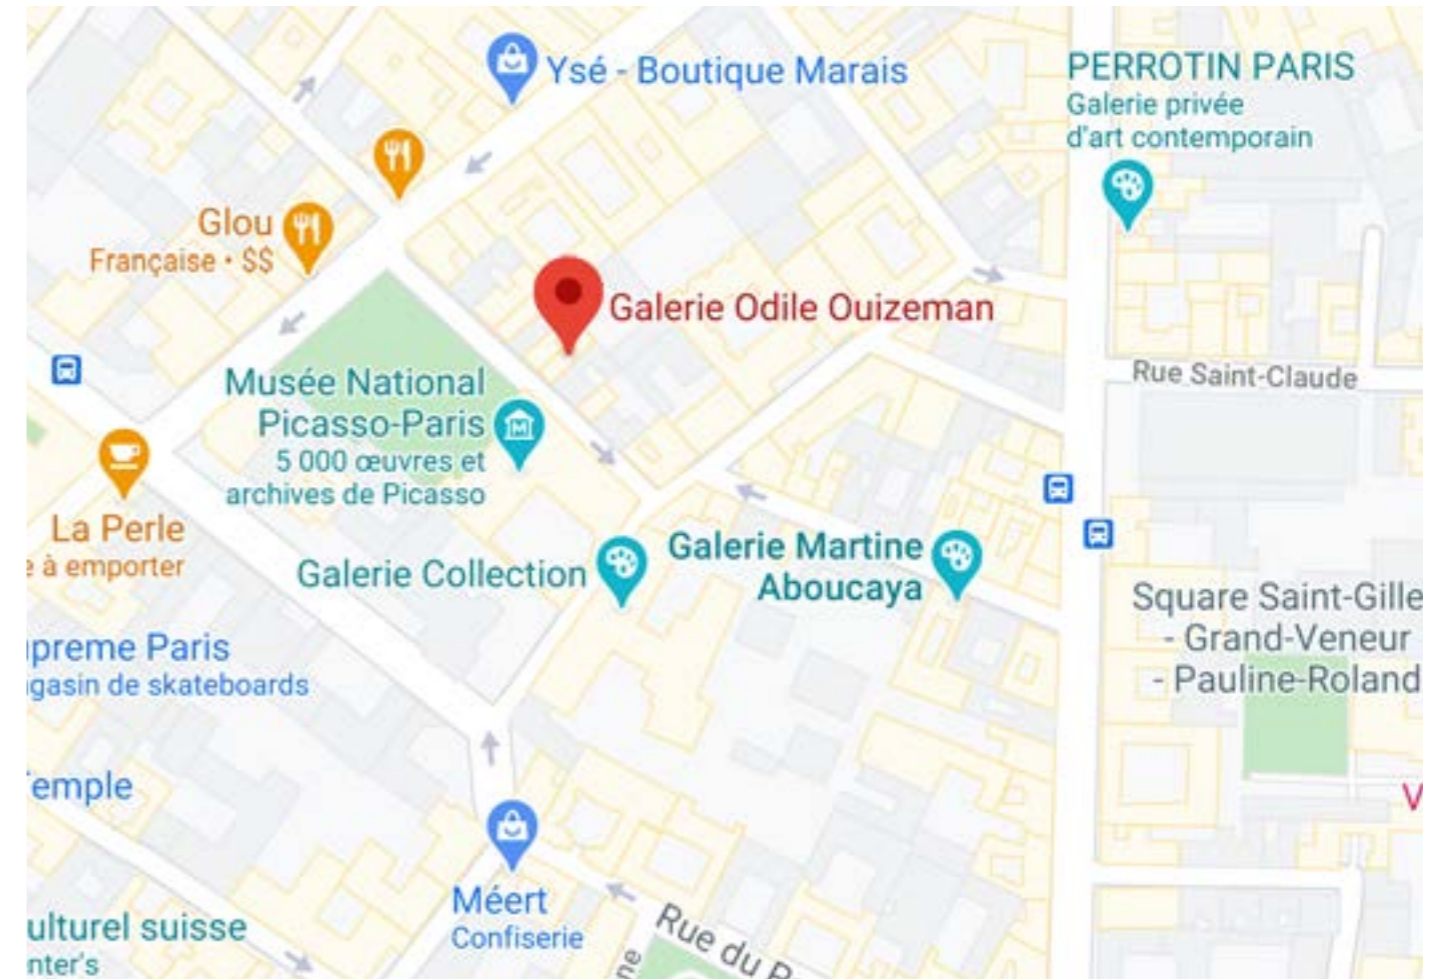 Ysé - Boutique Marais
PERROTIN PARIS
Galerie privée
d'art contemporain
Glou
Française • $$
Galerie Odile Ouizeman
Musée National
Picasso-Paris
5 000 œuvres et
archives de Picasso
Rue Saint-Claude
La Perle
e à emporter
Galerie Collection
Galerie Martine
Aboucaya
Square Saint-Gille
- Grand-Veneur
- Pauline-Roland
preme Paris
gasin de skateboards
emple
V
Méert
Confiserie
ulturel suisse
nter's
Rue du P
ne